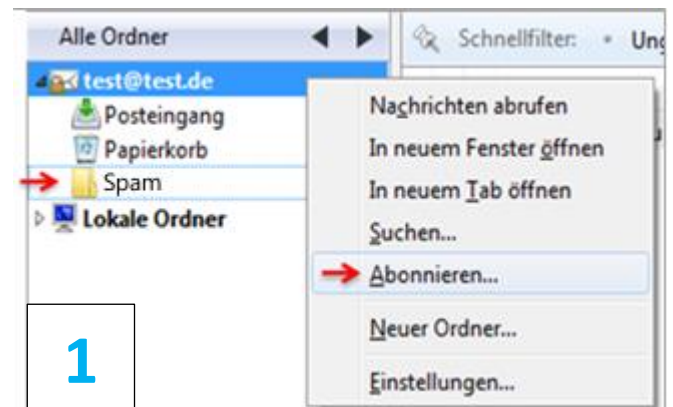 Alle Ordner
Schnellfilter:
test@test.de
Posteingang
Papierkorb
Spam
Lokale Ordner
Nachrichten abrufen
In neuem Fenster öffnen
In neuem Tab öffnen
Suchen...
Abonnieren...
Neuer Ordner...
Einstellungen...
1